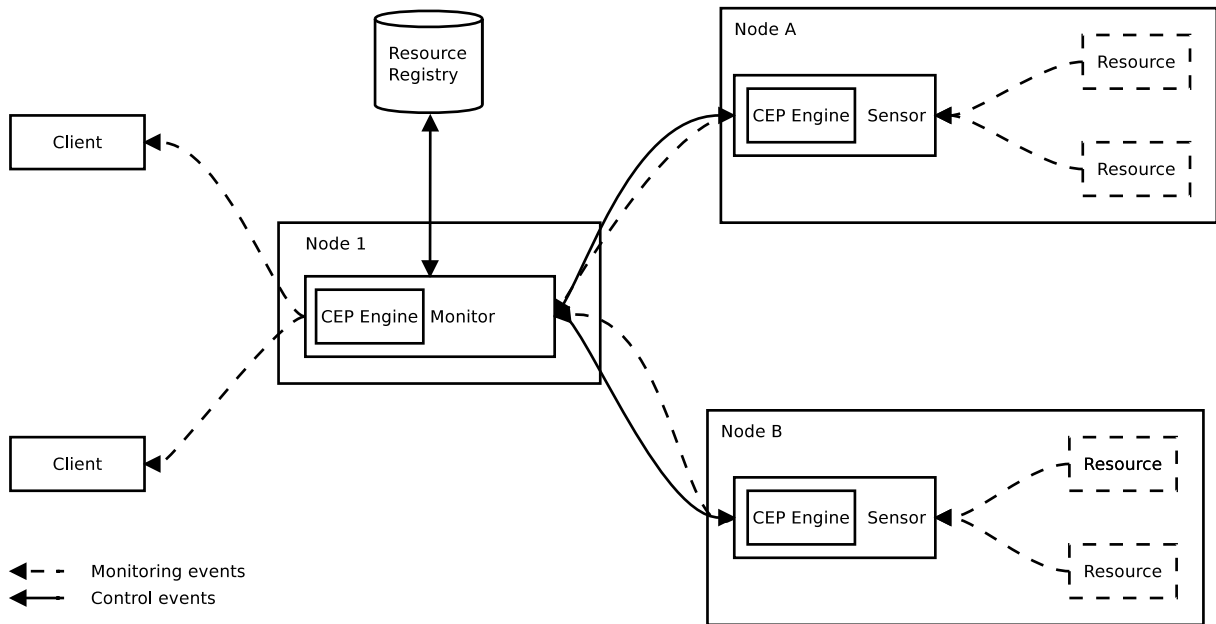 Resource
Registry
Client
Client
Node 1
CEP Engine
Monitor
Node A
CEP Engine
Sensor
Resource
Resource
Node B
CEP Engine
Sensor
Resource
Resource
Monitoring events
Control events